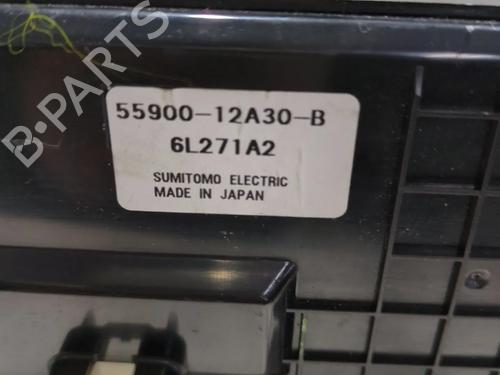 55900-12A30-B
6L271A2
SUMITOMO ELECTRIC
MADE IN JAPAN
B-PARTS